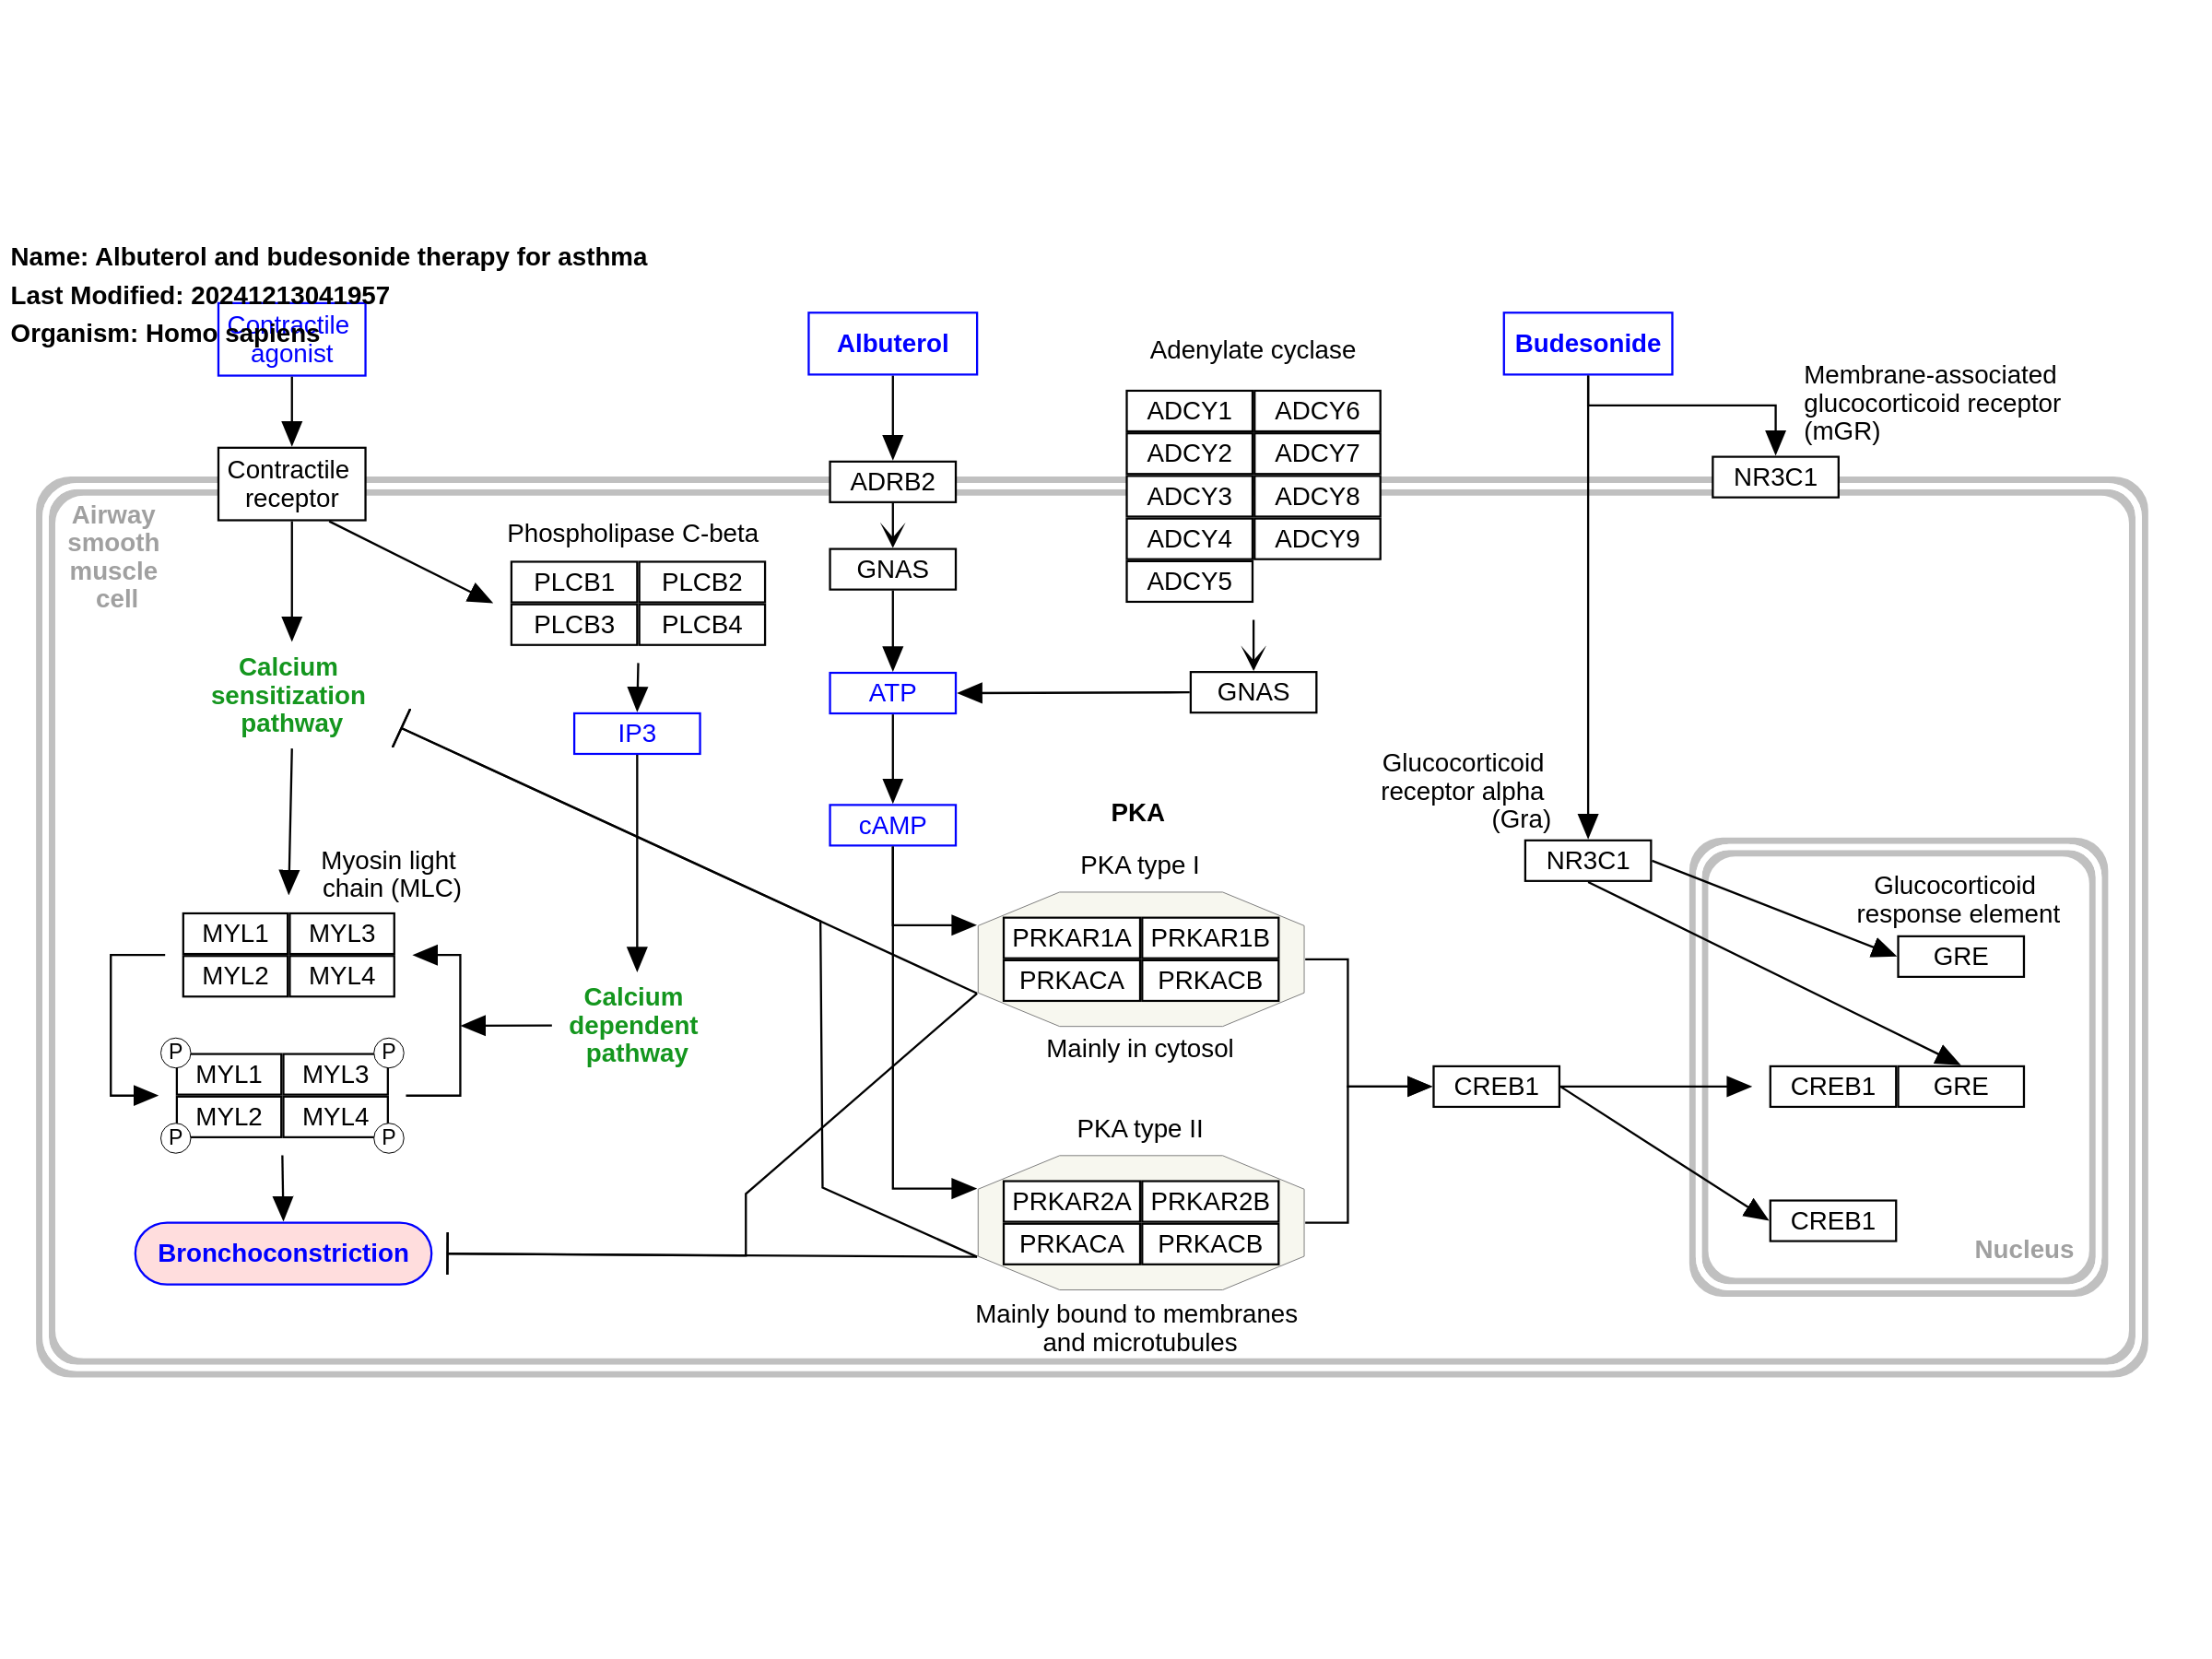 Name: Albuterol and budesonide therapy for asthma
Last Modified: 20241213041957
Organism: Homo sapiens
Contractile
agonist
Albuterol
Adenylate cyclase
Budesonide
Membrane-associated
glucocorticoid receptor
(mGR)
ADCY1 ADCY6
ADCY2 ADCY7
ADCY3 ADCY8
ADCY4 ADCY9
ADCY5
Contractile
receptor
ADRB2
NR3C1
Airway
smooth
muscle
cell
Phospholipase C-beta
PLCB1 PLCB2
PLCB3 PLCB4
GNAS
Calcium
sensitization
pathway
ATP
GNAS
IP3
Glucocorticoid
receptor alpha
(Gra)
cAMP
PKA
PKA type I
NR3C1
Myosin light
chain (MLC)
Glucocorticoid
response element
GRE
MYL1 MYL3
MYL2 MYL4
PRKAR1A PRKAR1B
PRKACA PRKACB
Mainly in cytosol
Calcium
dependent
pathway
P P
MYL1 MYL3
MYL2 MYL4
P P
CREB1
CREB1 GRE
PKA type II
PRKAR2A PRKAR2B
PRKACA PRKACB
CREB1
Nucleus
Bronchoconstriction
Mainly bound to membranes
and microtubules